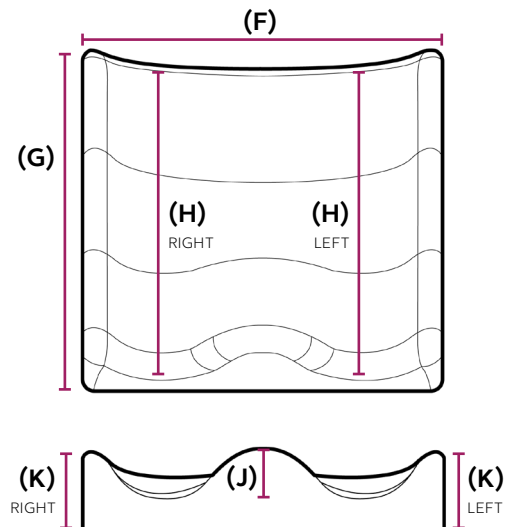 (F)
(G)
(H) (H)
RIGHT LEFT
(K) (J) (K)
RIGHT LEFT